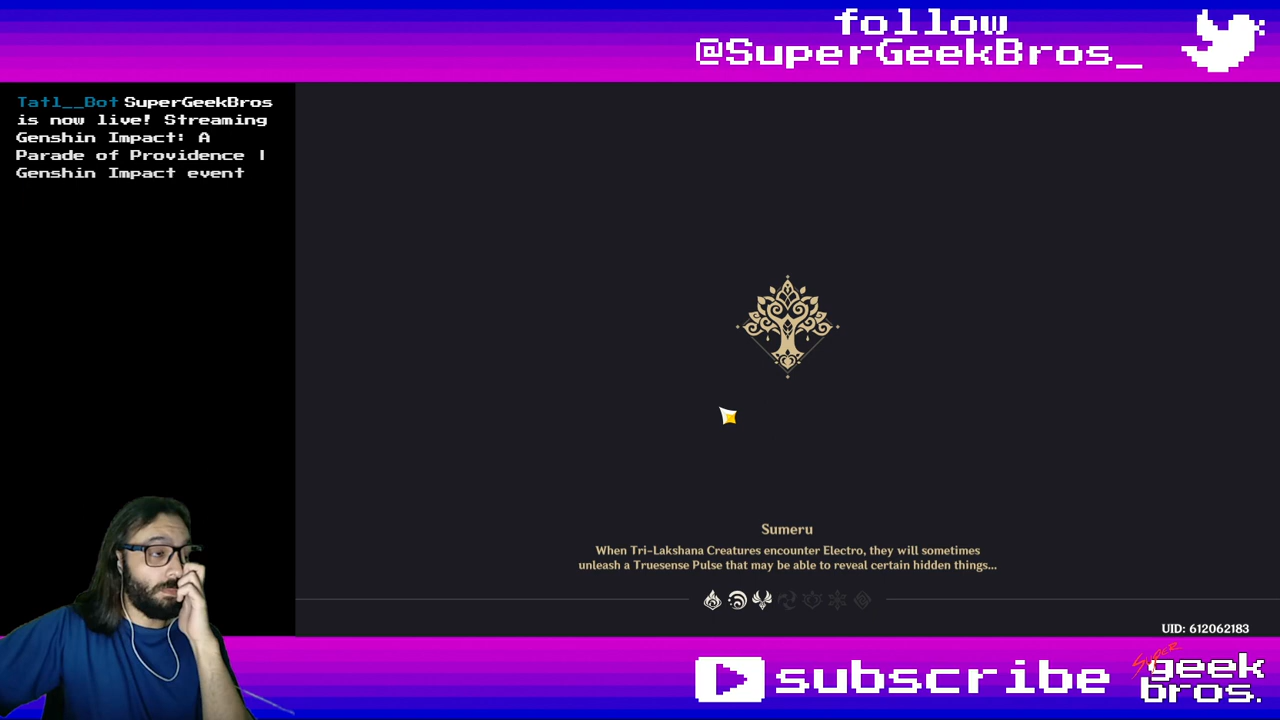 follow
@SuperGeekBros_
Tatl__Bot SuperGeekBros
is now live! Streaming
Genshin Impact: A
Parade of Providence |
Genshin Impact event
Sumeru
When Tri-Lakshana Creatures encounter Electro, they will sometimes
unleash a Truesense Pulse that may be able to reveal certain hidden things...
UID: 612062183
subscribe
super
geek
bros.